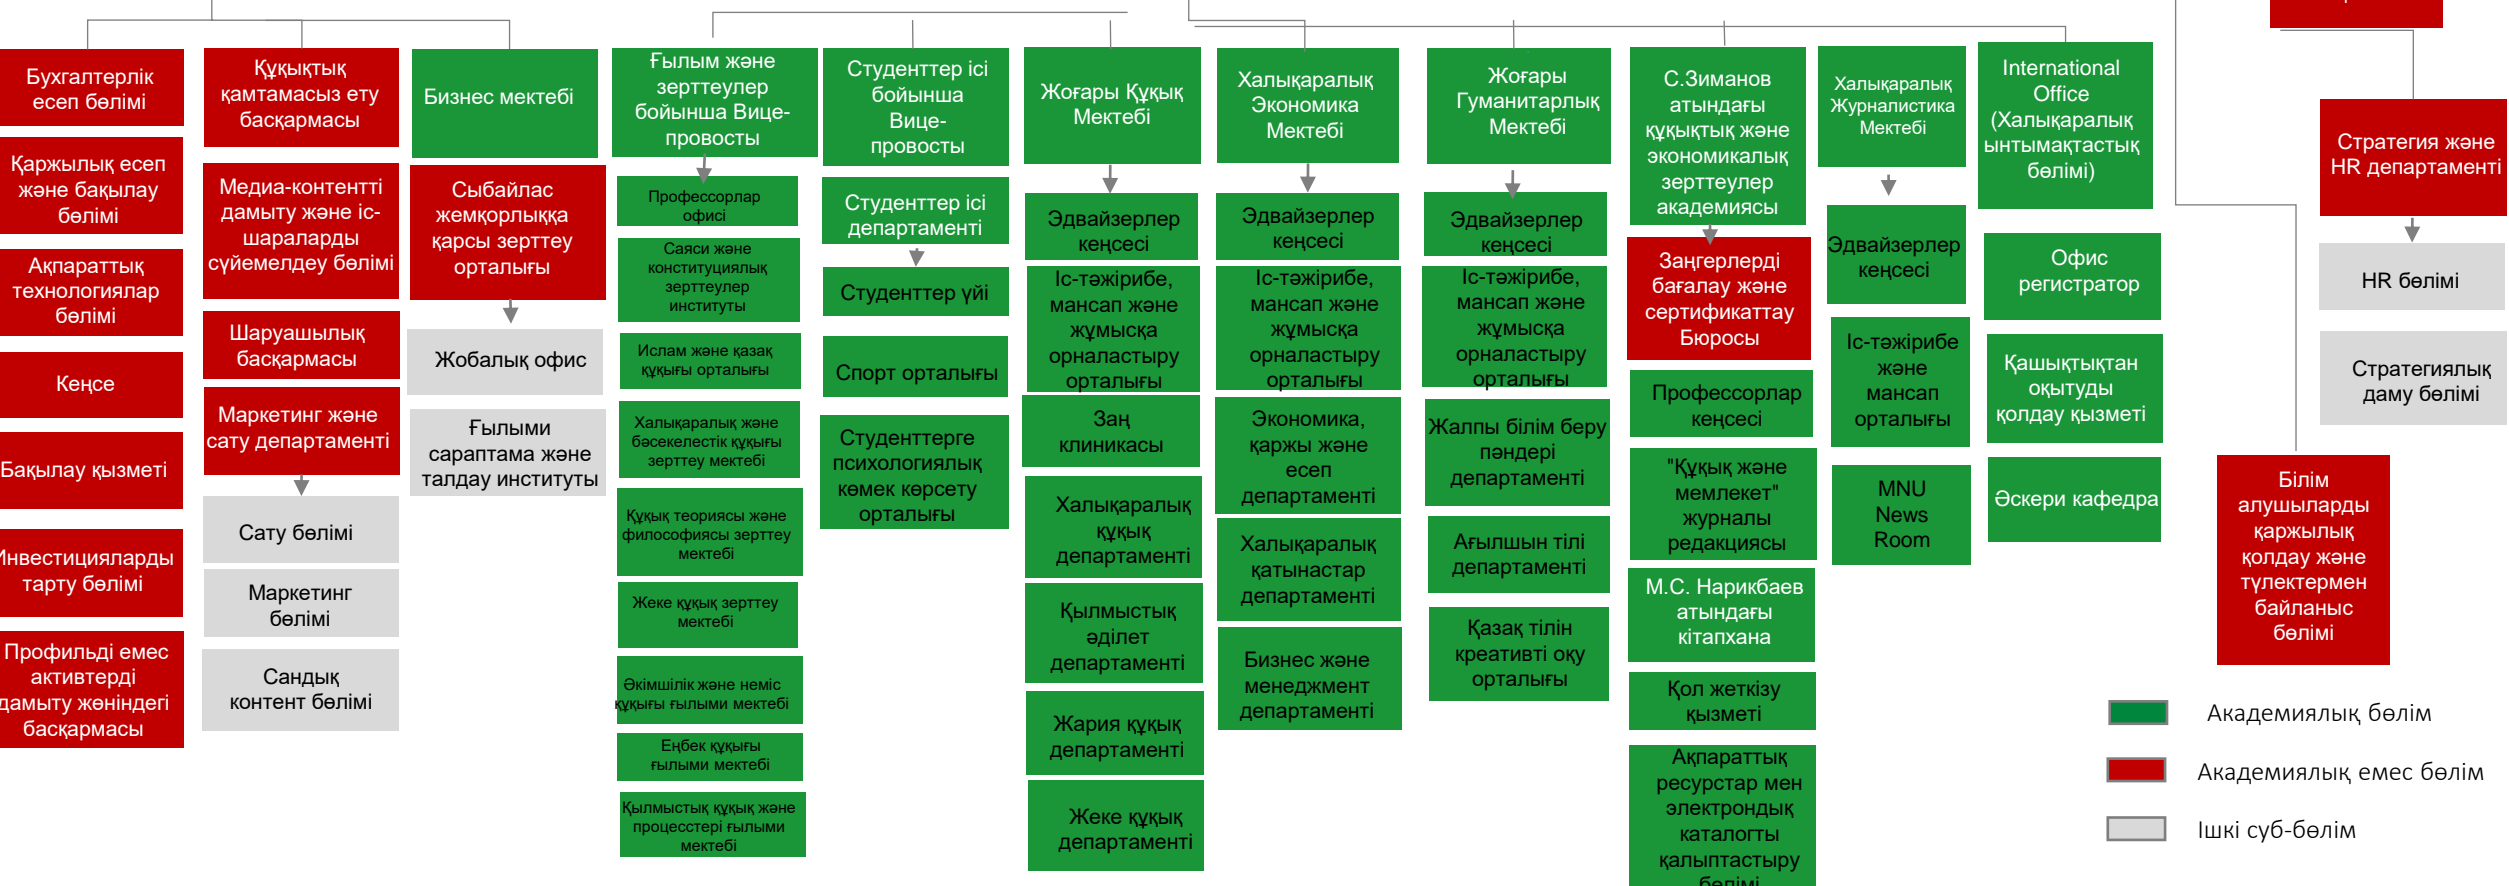 Бухгалтерлік
есеп бөлімі
Қаржылық есеп
және бақылау
бөлімі
Ақпараттық
технологиялар
бөлімі
Кеңсе
Бақылау қызметі
Инвестицияларды
тарту бөлімі
Профильді емес
активтерді
дамыту жөніндегі
басқармасы
Құқықтық
қамтамасыз ету
басқармасы
Медиа-контентті
дамыту және іс-
шараларды
сүйемелдеу бөлімі
Шаруашылық
басқармасы
Маркетинг және
сату департаменті
Сату бөлімі
Маркетинг
бөлімі
Сандық
контент бөлімі
Бизнес мектебі
Сыбайлас
жемқорлыққа
қарсы зерттеу
орталығы
Жобалық офис
Ғылыми
сараптама және
талдау институты
Ғылым және
зерттеулер
бойынша Вице-
провосты
Профессорлар
офисі
Саяси және
конституциялық
зерттеулер
институты
Ислам және қазақ
құқығы орталығы
Халықаралық және
бәсекелестік құқығы
зерттеу мектебі
Құқық теориясы және
философиясы зерттеу
мектебі
Жеке құқық зерттеу
мектебі
Әкімшілік және неміс
құқығы ғылыми мектебі
Еңбек құқығы
ғылыми мектебі
Қылмыстық құқық және
процесстері ғылыми
мектебі
Студенттер ісі
бойынша
Вице-
провосты
Студенттер ісі
департаменті
Студенттер үйі
Спорт орталығы
Студенттерге
психологиялық
көмек көрсету
орталығы
Жоғары Құқық
Мектебі
Эдвайзерлер
кеңсесі
Іс-тәжірибе,
мансап және
жұмысқа
орналастыру
орталығы
Заң
клиникасы
Халықаралық
құқық
департаменті
Қылмыстық
әділет
департаменті
Жария құқық
департаменті
Жеке құқық
департаменті
Халықаралық
Экономика
Мектебі
Эдвайзерлер
кеңсесі
Іс-тәжірибе,
мансап және
жұмысқа
орналастыру
орталығы
Экономика,
қаржы және
есеп
департаменті
Халықаралық
қатынастар
департаменті
Бизнес және
менеджмент
департаменті
Жоғары
Гуманитарлық
Мектебі
Эдвайзерлер
кеңсесі
Іс-тәжірибе,
мансап және
жұмысқа
орналастыру
орталығы
Жалпы білім беру
пәндері
департаменті
Ағылшын тілі
департаменті
Қазақ тілін
креативті оқу
орталығы
С.Зиманов
атындағы
құқықтық және
экономикалық
зерттеулер
академиясы
Заңгерлерді
бағалау және
сертификаттау
Бюросы
Профессорлар
кеңсесі
"Құқық және
мемлекет"
журналы
редакциясы
М.С. Нарикбаев
атындағы
кітапхана
Қол жеткізу
қызметі
Ақпараттық
ресурстар мен
электрондық
каталогты
қалыптастыру
бөлімі
Халықаралық
Журналистика
Мектебі
Эдвайзерлер
кеңсесі
Іс-тәжірибе
және
мансап
орталығы
MNU
News
Room
International
Office
(Халықаралық
ынтымақтастық
бөлімі)
Офис
регистратор
Қашықтықтан
оқытуды
қолдау қызметі
Әскери кафедра
Білім
алушыларды
қаржылық
қолдау және
түлектермен
байланыс
бөлімі
Стратегия және
HR департаменті
HR бөлімі
Стратегиялық
даму бөлімі
Академиялық бөлім
Академиялық емес бөлім
Ішкі суб-бөлім